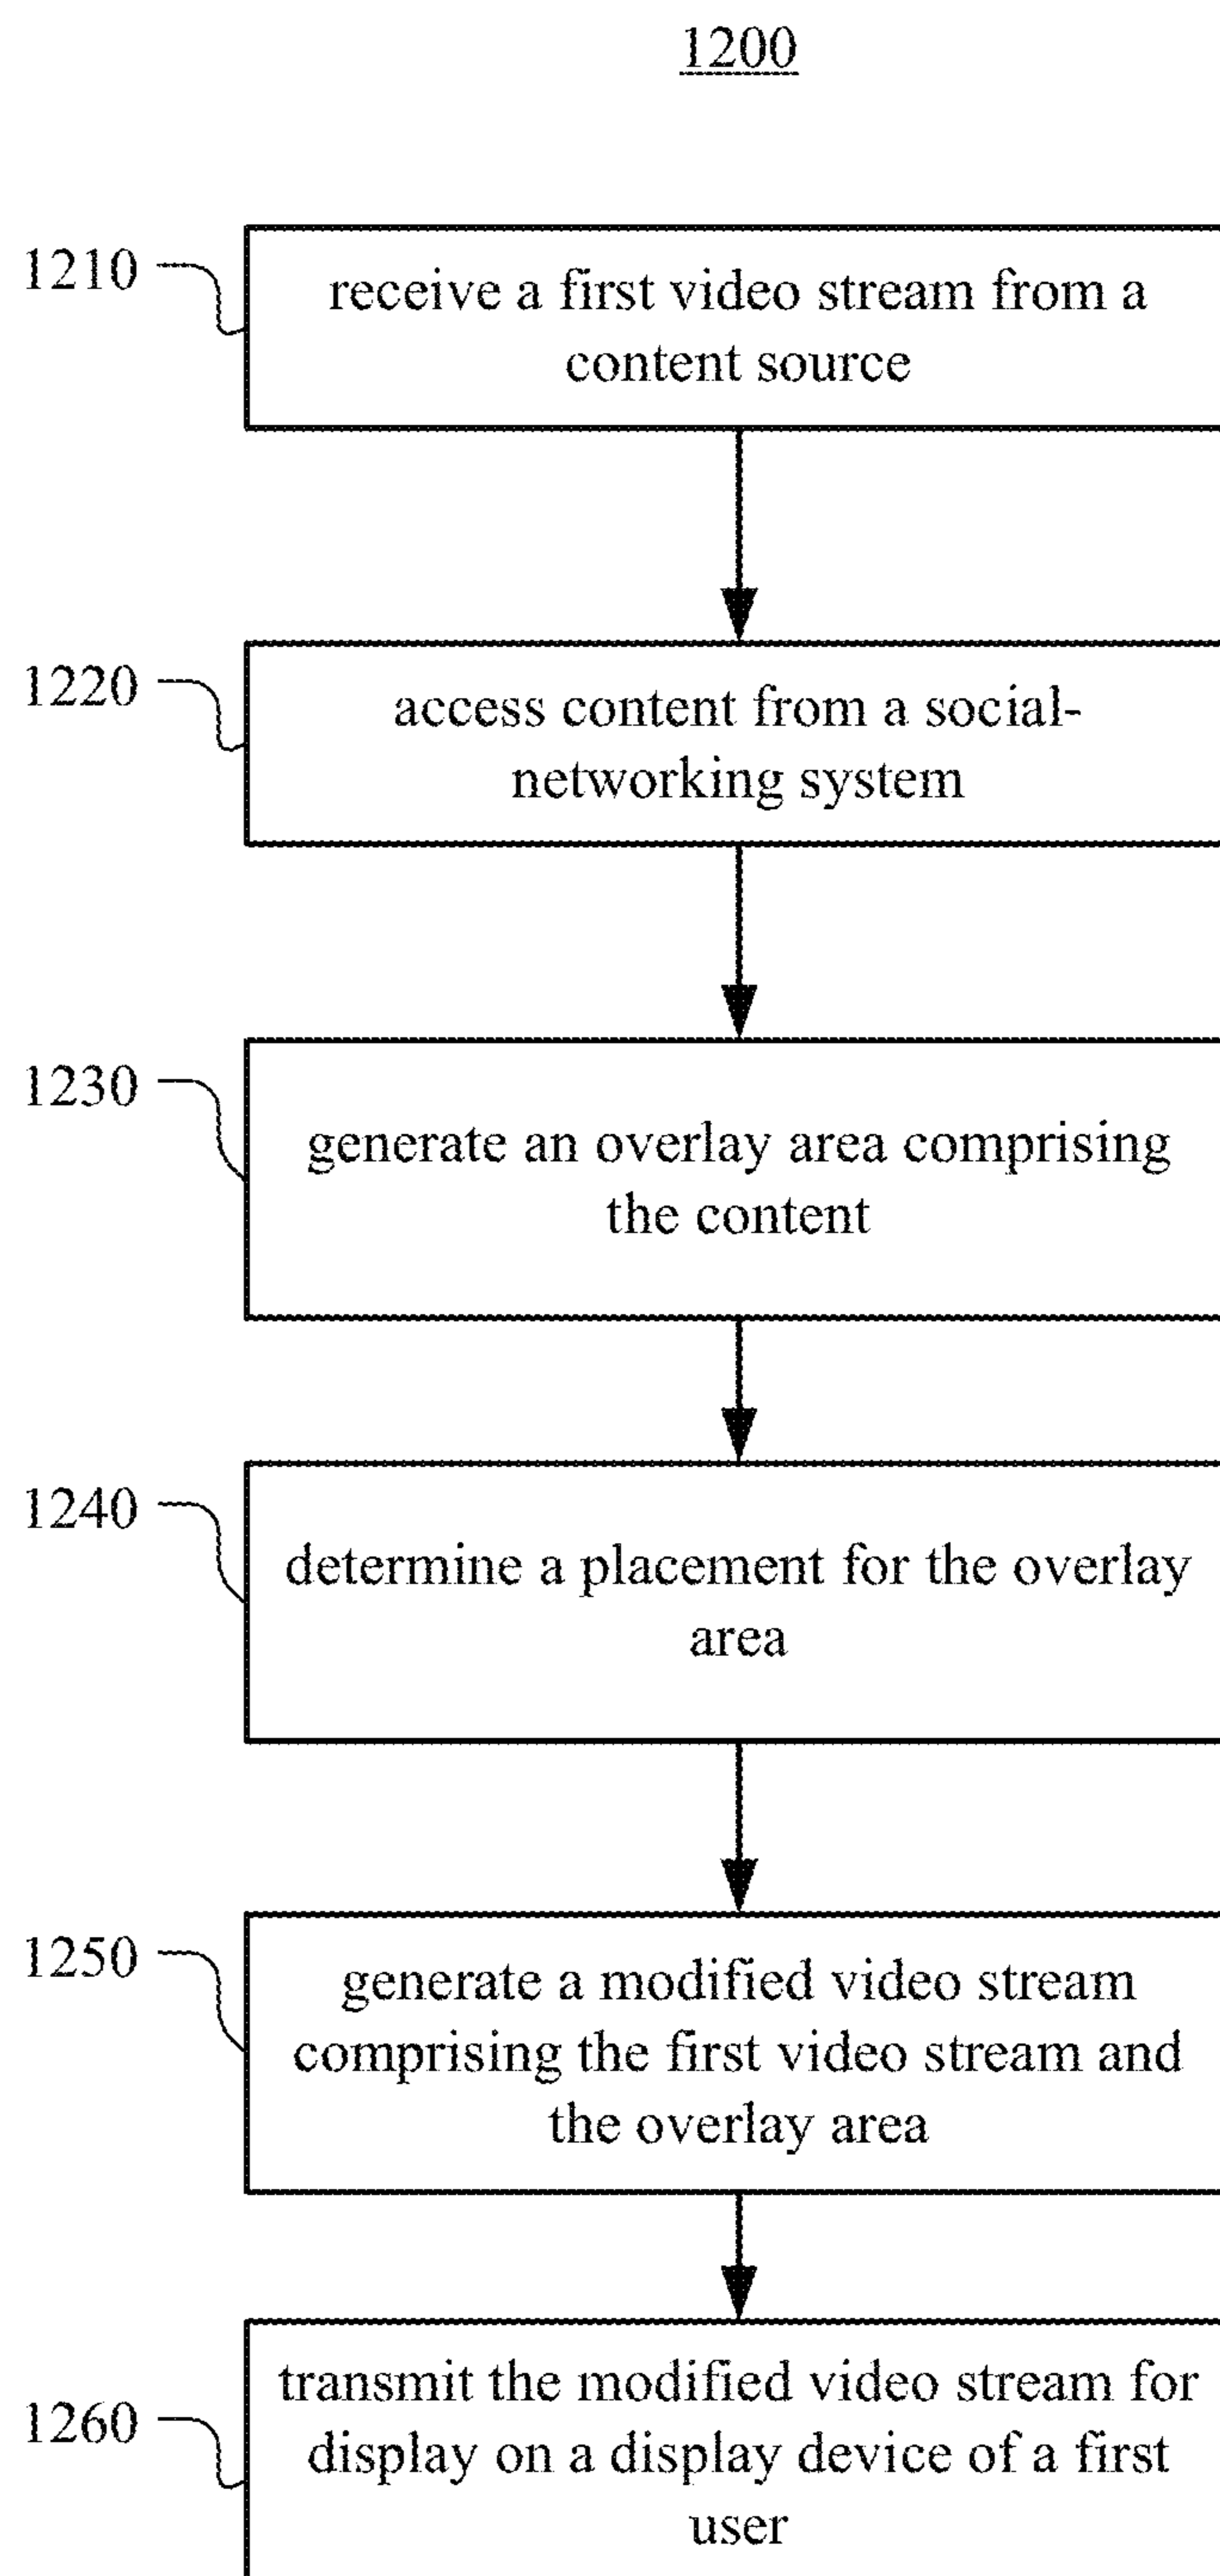 1200
1210
receive a first video stream from a
content source
1220
access content from a social-
networking system
1230
generate an overlay area comprising
the content
1240
determine a placement for the overlay
area
1250
generate a modified video stream
comprising the first video stream and
the overlay area
1260
transmit the modified video stream for
display on a display device of a first
user